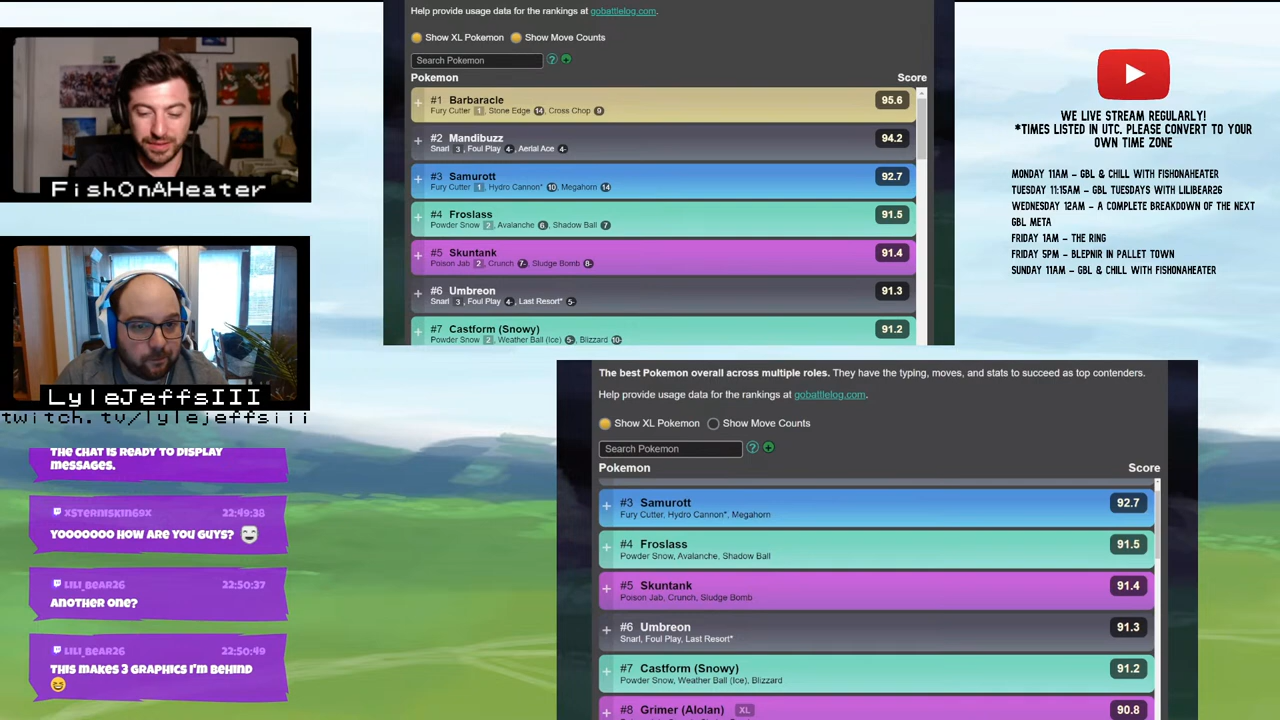 FishOnAHeater
LyleJeffsIII
twitch.tv/lylejeffsiii
THE CHAT IS READY TO DISPLAY
MESSAGES.
XSTERNISKIN69X 22:49:38
YOOOOOOO HOW ARE YOU GUYS?
LILI_BEAR26 22:50:37
ANOTHER ONE?
LILI_BEAR26 22:50:49
THIS MAKES 3 GRAPHICS I'M BEHIND
Help provide usage data for the rankings at gobattlelog.com.
Show XL Pokemon Show Move Counts
Search Pokemon ?
Pokemon Score
#1 Barbaracle 95.6
Fury Cutter 1, Stone Edge 14, Cross Chop 9
#2 Mandibuzz 94.2
Snarl 3, Foul Play 4-, Aerial Ace 4-
#3 Samurott 92.7
Fury Cutter 1, Hydro Cannon* 10, Megahorn 14
#4 Froslass 91.5
Powder Snow 2, Avalanche 6, Shadow Ball 7
#5 Skuntank 91.4
Poison Jab 2, Crunch 7-, Sludge Bomb 8-
#6 Umbreon 91.3
Snarl 3, Foul Play 4-, Last Resort* 5-
#7 Castform (Snowy) 91.2
Powder Snow 2, Weather Ball (Ice) 5-, Blizzard 10-
WE LIVE STREAM REGULARLY!
*TIMES LISTED IN UTC. PLEASE CONVERT TO YOUR
OWN TIME ZONE
MONDAY 11AM – GBL & CHILL WITH FISHONAHEATER
TUESDAY 11:15AM – GBL TUESDAYS WITH LILIBEAR26
WEDNESDAY 12AM – A COMPLETE BREAKDOWN OF THE NEXT
GBL META
FRIDAY 1AM – THE RING
FRIDAY 5PM – BLEPNIR IN PALLET TOWN
SUNDAY 11AM – GBL & CHILL WITH FISHONAHEATER
The best Pokemon overall across multiple roles. They have the typing, moves, and stats to succeed as top contenders.
Help provide usage data for the rankings at gobattlelog.com.
Show XL Pokemon Show Move Counts
Search Pokemon ?
Pokemon Score
#3 Samurott 92.7
Fury Cutter, Hydro Cannon*, Megahorn
#4 Froslass 91.5
Powder Snow, Avalanche, Shadow Ball
#5 Skuntank 91.4
Poison Jab, Crunch, Sludge Bomb
#6 Umbreon 91.3
Snarl, Foul Play, Last Resort*
#7 Castform (Snowy) 91.2
Powder Snow, Weather Ball (Ice), Blizzard
#8 Grimer (Alolan) XL 90.8